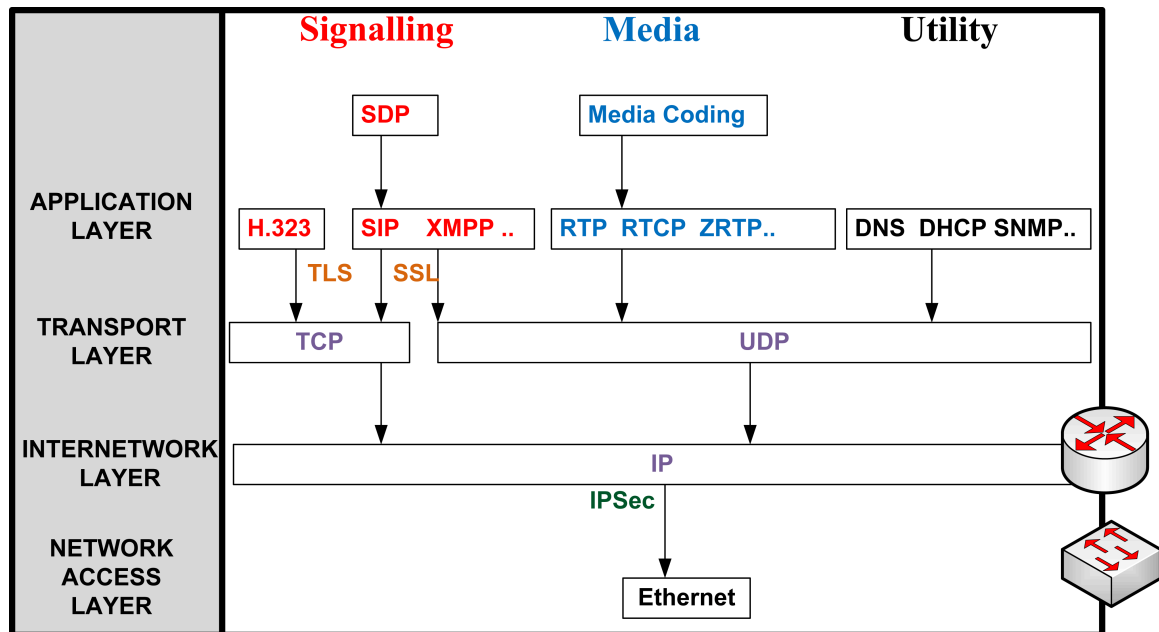 Signalling Media Utility
SDP Media Coding
APPLICATION
LAYER
H.323 SIP XMPP .. RTP RTCP ZRTP.. DNS DHCP SNMP..
TLS SSL
TRANSPORT
LAYER
TCP UDP
INTERNETWORK
LAYER
IP
IPSec
NETWORK
ACCESS
LAYER
Ethernet